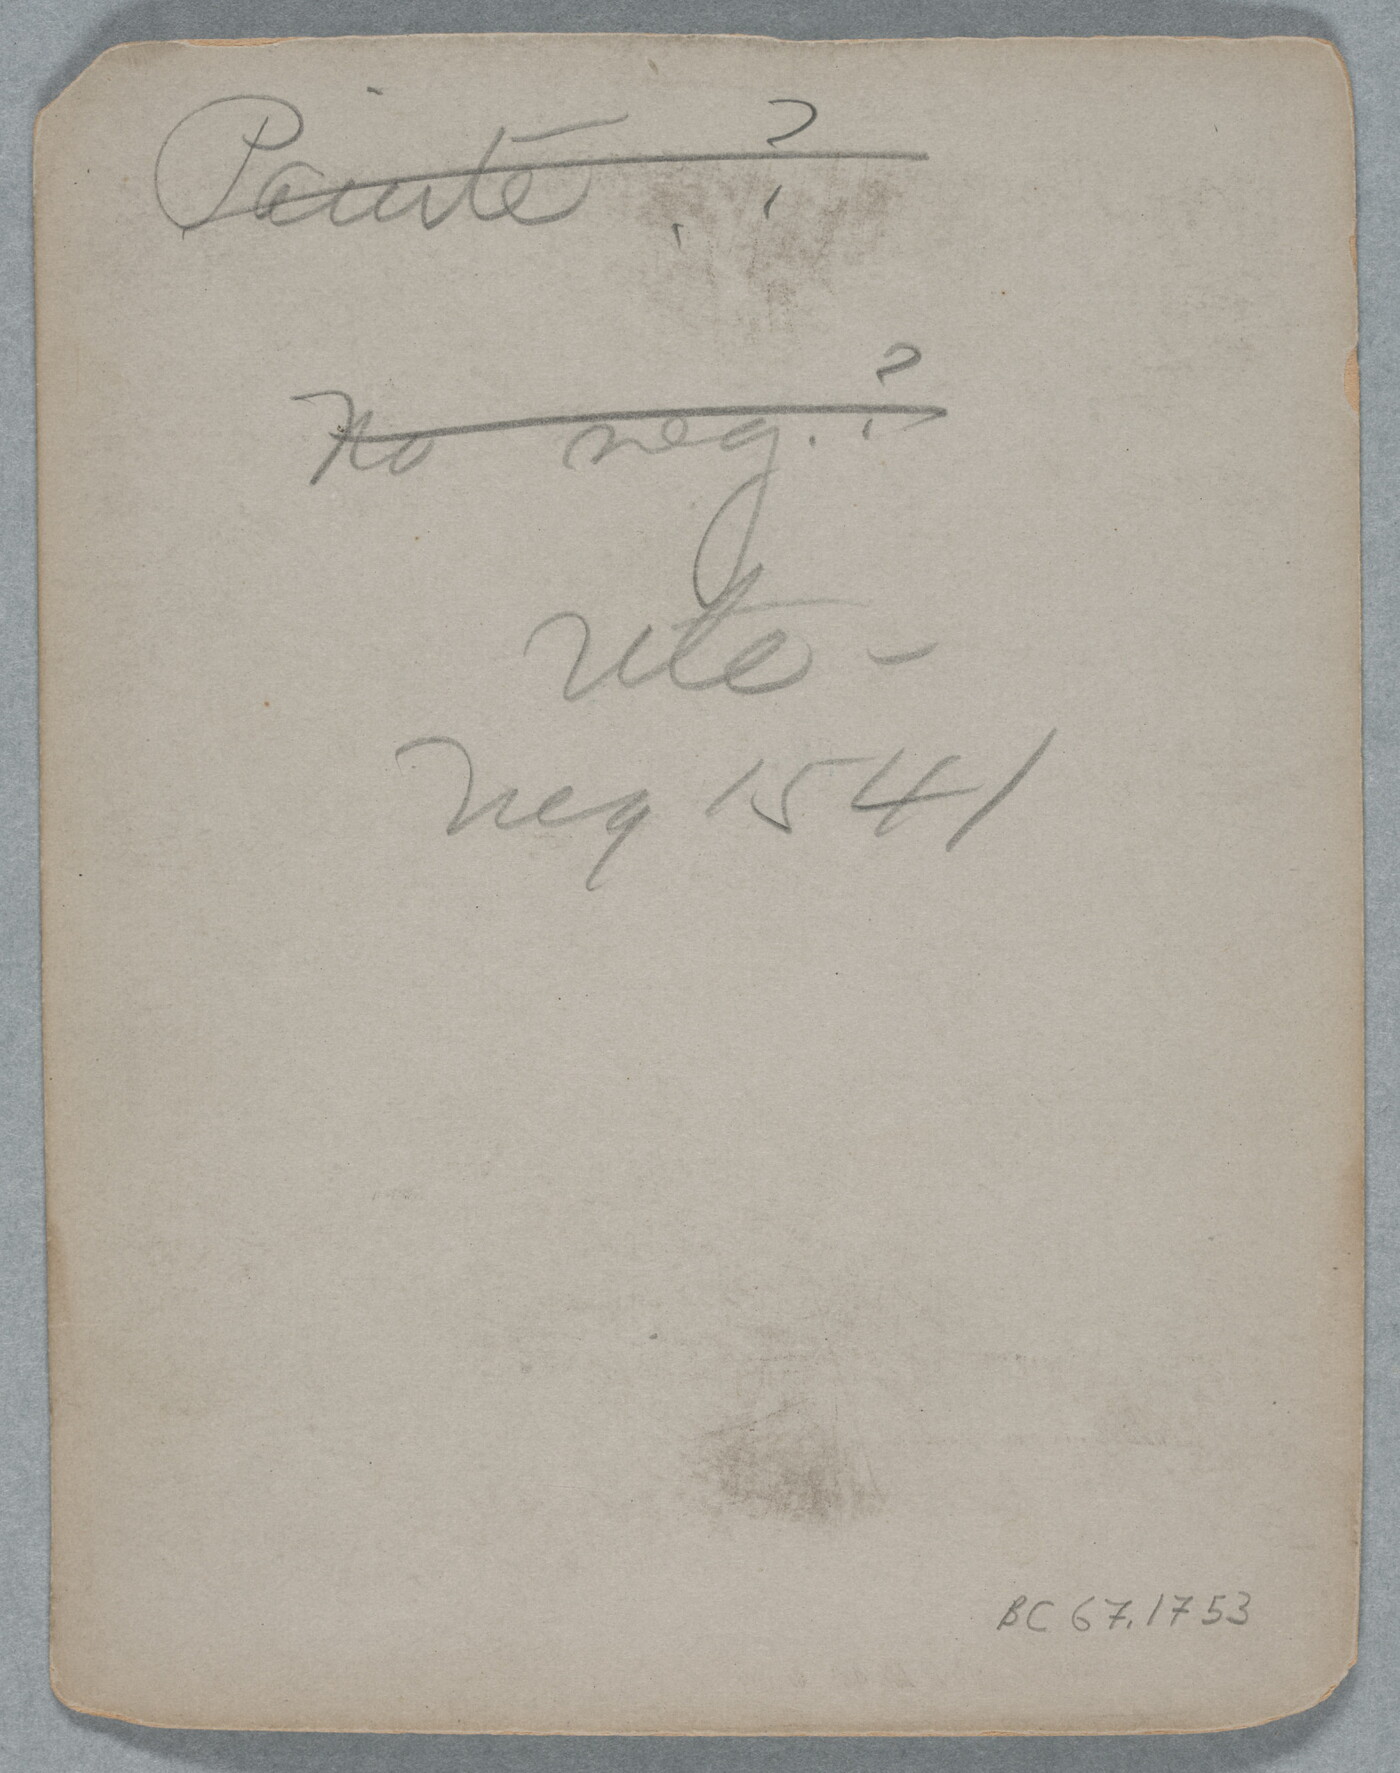 Paiute ?
No neg. ?
Ute -
Neg 1541
BC 67.1753